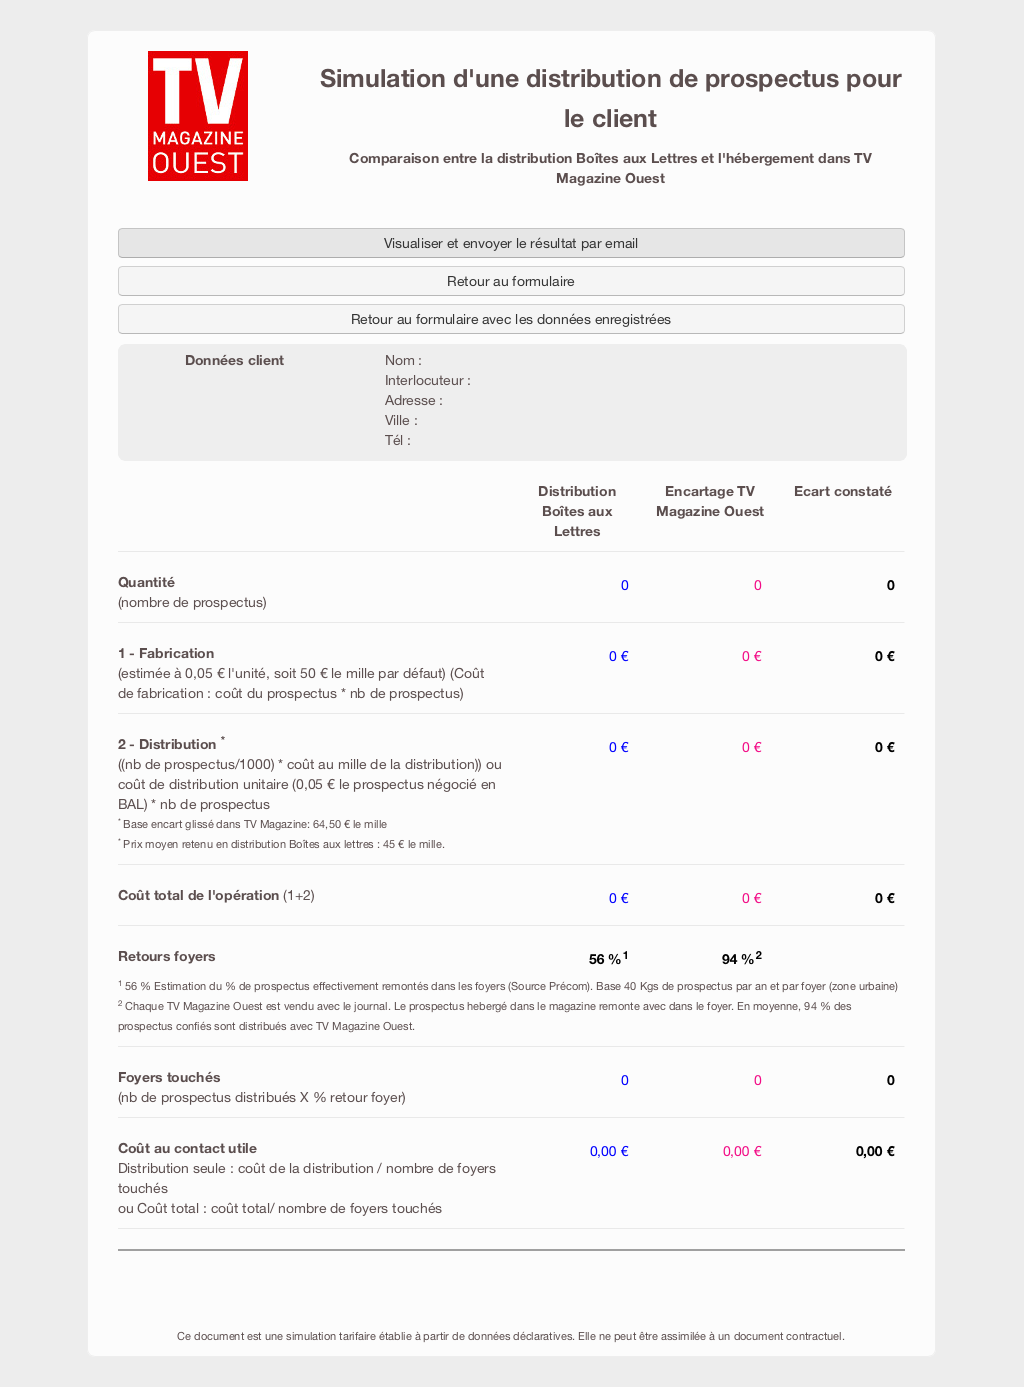 TV
MAGAZINE
OUEST
Simulation d'une distribution de prospectus pour
le client
Comparaison entre la distribution Boîtes aux Lettres et l'hébergement dans TV
Magazine Ouest
Visualiser et envoyer le résultat par email
Retour au formulaire
Retour au formulaire avec les données enregistrées
Données client
Nom :
Interlocuteur :
Adresse :
Ville :
Tél :
Distribution Boîtes aux Lettres
Encartage TV Magazine Ouest
Ecart constaté
Quantité
(nombre de prospectus)
0 0 0
1 - Fabrication
(estimée à 0,05 € l'unité, soit 50 € le mille par défaut) (Coût
de fabrication : coût du prospectus * nb de prospectus)
0 € 0 € 0 €
2 - Distribution *
((nb de prospectus/1000) * coût au mille de la distribution)) ou
coût de distribution unitaire (0,05 € le prospectus négocié en
BAL) * nb de prospectus
* Base encart glissé dans TV Magazine: 64,50 € le mille
* Prix moyen retenu en distribution Boîtes aux lettres : 45 € le mille.
0 € 0 € 0 €
Coût total de l'opération (1+2)
0 € 0 € 0 €
Retours foyers
56 %1 94 %2
1 56 % Estimation du % de prospectus effectivement remontés dans les foyers (Source Précom). Base 40 Kgs de prospectus par an et par foyer (zone urbaine)
2 Chaque TV Magazine Ouest est vendu avec le journal. Le prospectus hebergé dans le magazine remonte avec dans le foyer. En moyenne, 94 % des
prospectus confiés sont distribués avec TV Magazine Ouest.
Foyers touchés
(nb de prospectus distribués X % retour foyer)
0 0 0
Coût au contact utile
Distribution seule : coût de la distribution / nombre de foyers
touchés
ou Coût total : coût total/ nombre de foyers touchés
0,00 € 0,00 € 0,00 €
Ce document est une simulation tarifaire établie à partir de données déclaratives. Elle ne peut être assimilée à un document contractuel.